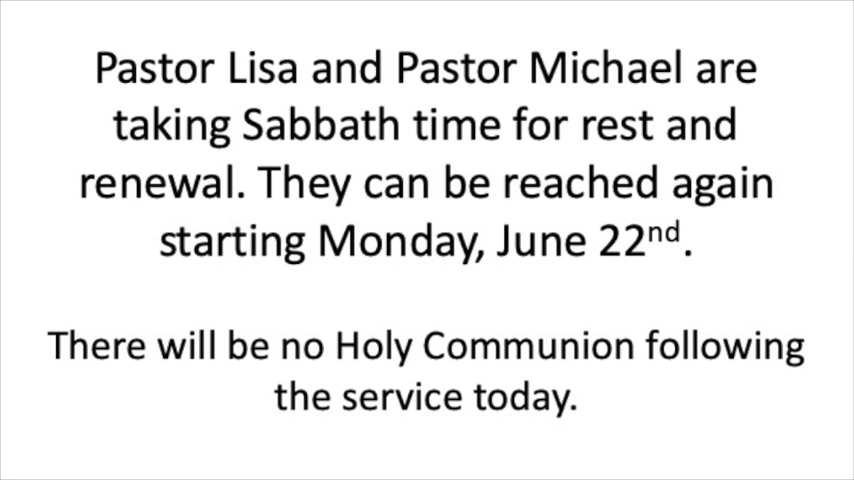 Pastor Lisa and Pastor Michael are
taking Sabbath time for rest and
renewal. They can be reached again
starting Monday, June 22nd.
There will be no Holy Communion following
the service today.